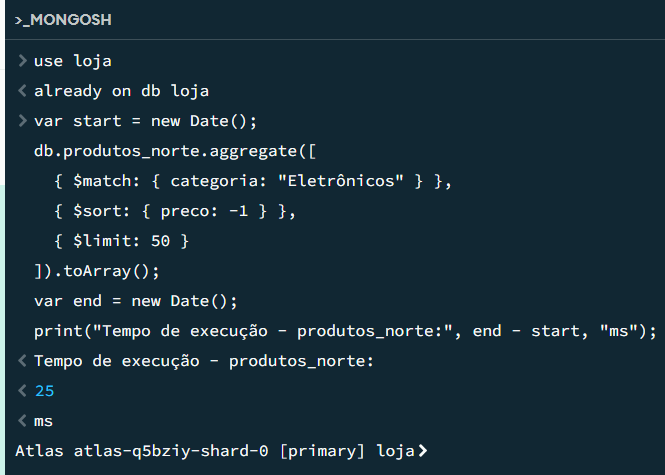 >_MONGOSH
> use loja
< already on db loja
> var start = new Date();
db.produtos_norte.aggregate([
  { $match: { categoria: "Eletrônicos" } },
  { $sort: { preco: -1 } },
  { $limit: 50 }
]).toArray();
var end = new Date();
print("Tempo de execução - produtos_norte:", end - start, "ms");
< Tempo de execução - produtos_norte:
< 25
< ms
Atlas atlas-q5bziy-shard-0 [primary] loja>